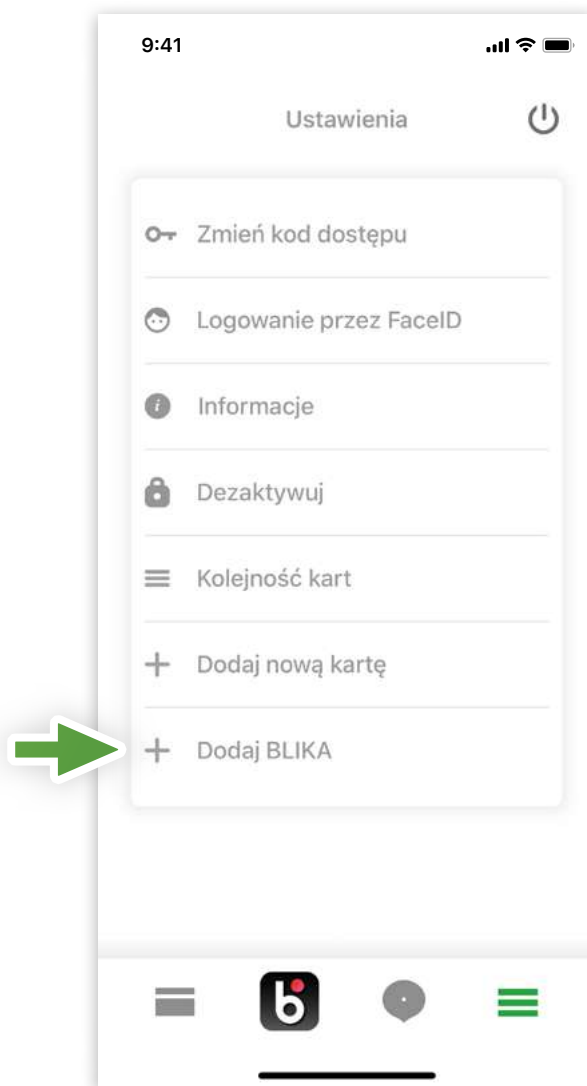 9:41
Ustawienia
Zmień kod dostępu
Logowanie przez FaceID
Informacje
Dezaktywuj
Kolejność kart
Dodaj nową kartę
Dodaj BLIKA